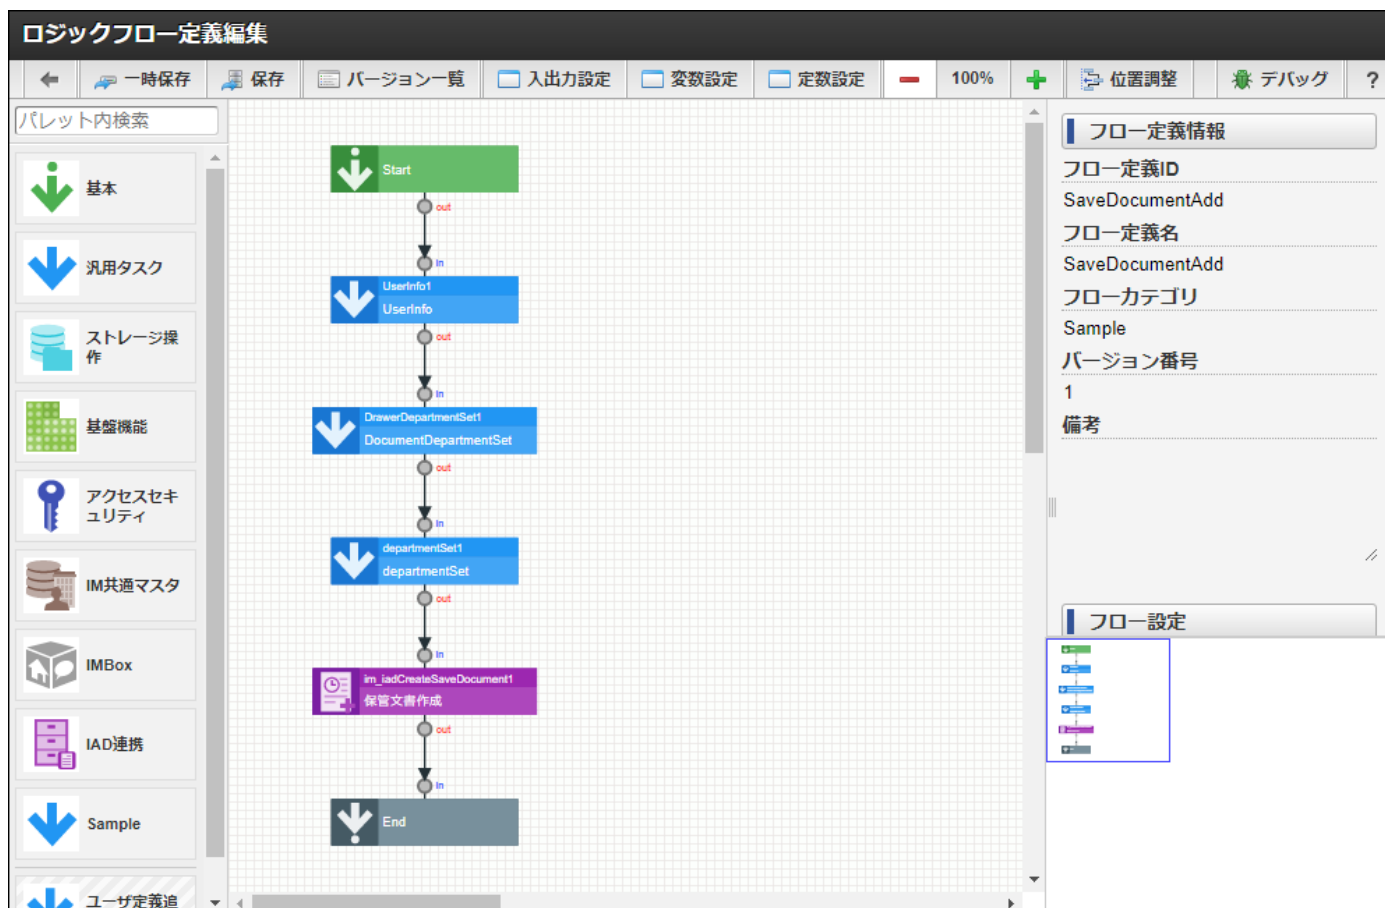 ロジックフロー定義編集
一時保存 保存 バージョン一覧 入出力設定 変数設定 定数設定 100% 位置調整 デバッグ ?
パレット内検索
基本
汎用タスク
ストレージ操
作
基盤機能
アクセスセキ
ュリティ
IM共通マスタ
IMBox
IAD連携
Sample
ユーザ定義追
Start
out
in
UserInfo1
UserInfo
out
in
DrawerDepartmentSet1
DocumentDepartmentSet
out
in
departmentSet1
departmentSet
out
in
im_iadCreateSaveDocument1
保管文書作成
out
in
End
フロー定義情報
フロー定義ID
SaveDocumentAdd
フロー定義名
SaveDocumentAdd
フローカテゴリ
Sample
バージョン番号
1
備考
フロー設定